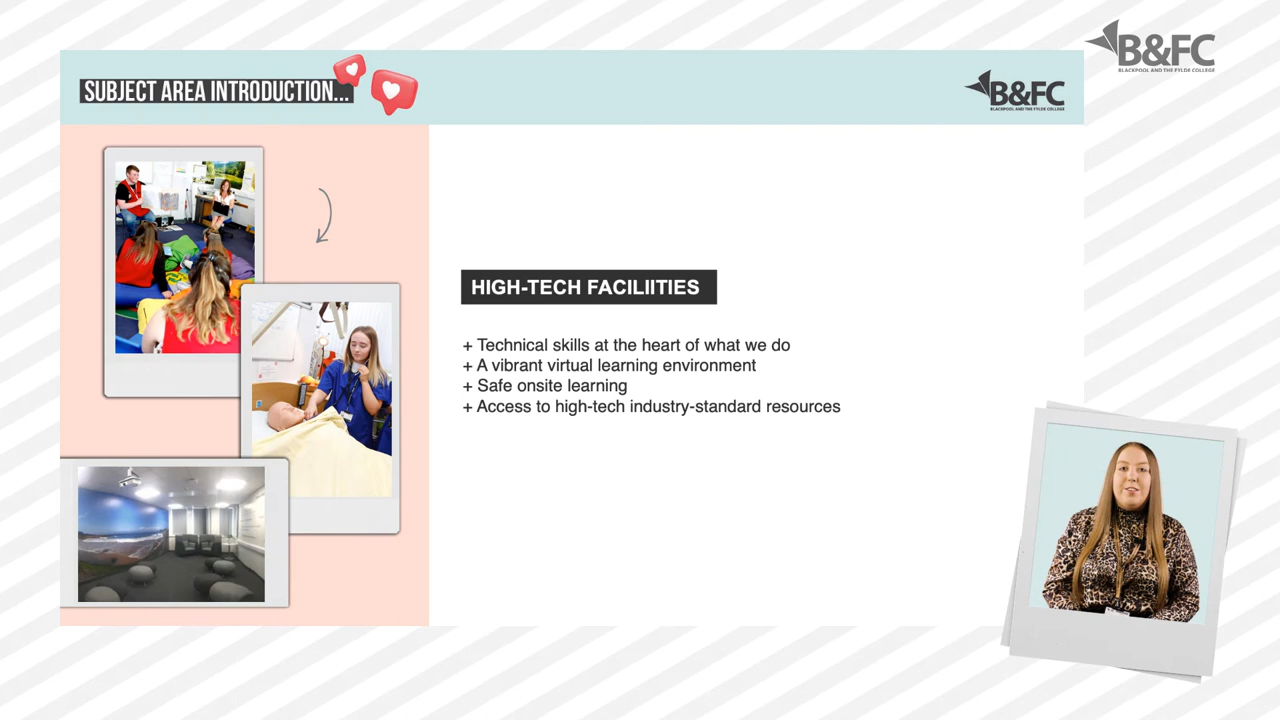 SUBJECT AREA INTRODUCTION...
B&FC
BLACKPOOL AND THE FYLDE COLLEGE
B&FC
BLACKPOOL AND THE FYLDE COLLEGE
HIGH-TECH FACILIITIES
+ Technical skills at the heart of what we do
+ A vibrant virtual learning environment
+ Safe onsite learning
+ Access to high-tech industry-standard resources